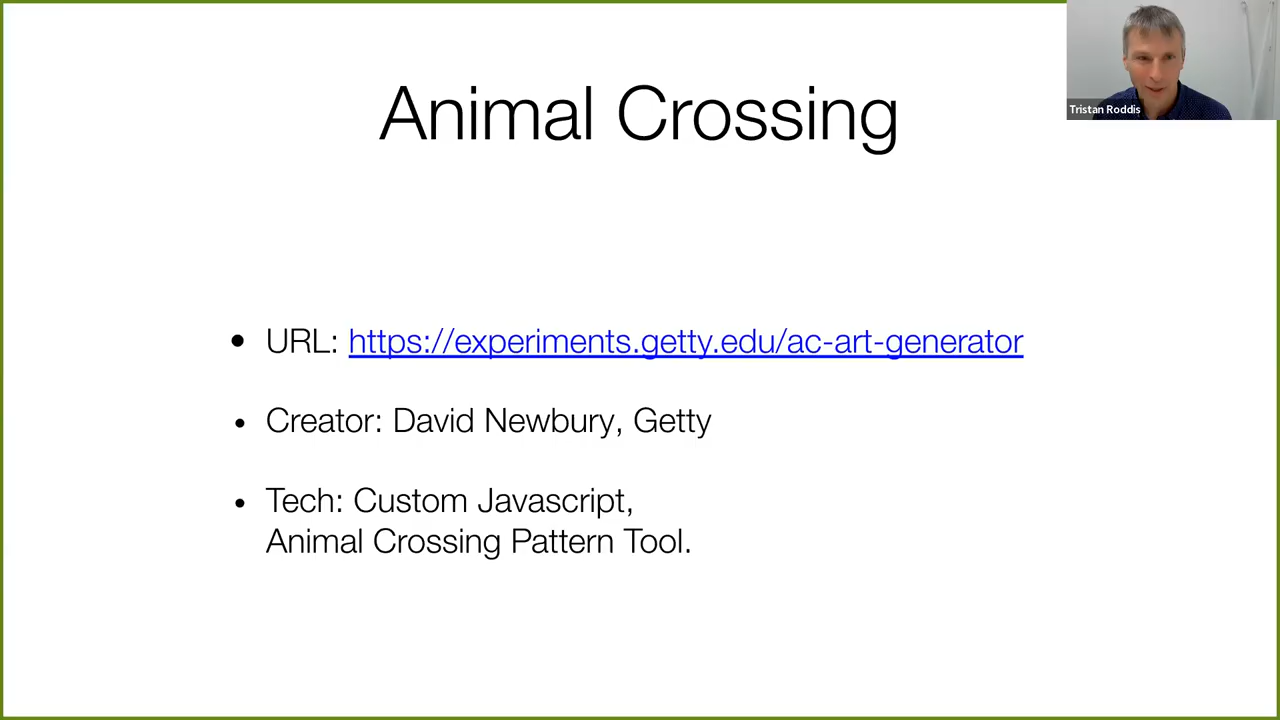 Animal Crossing
Tristan Roddis
• URL: https://experiments.getty.edu/ac-art-generator
• Creator: David Newbury, Getty
• Tech: Custom Javascript,
Animal Crossing Pattern Tool.